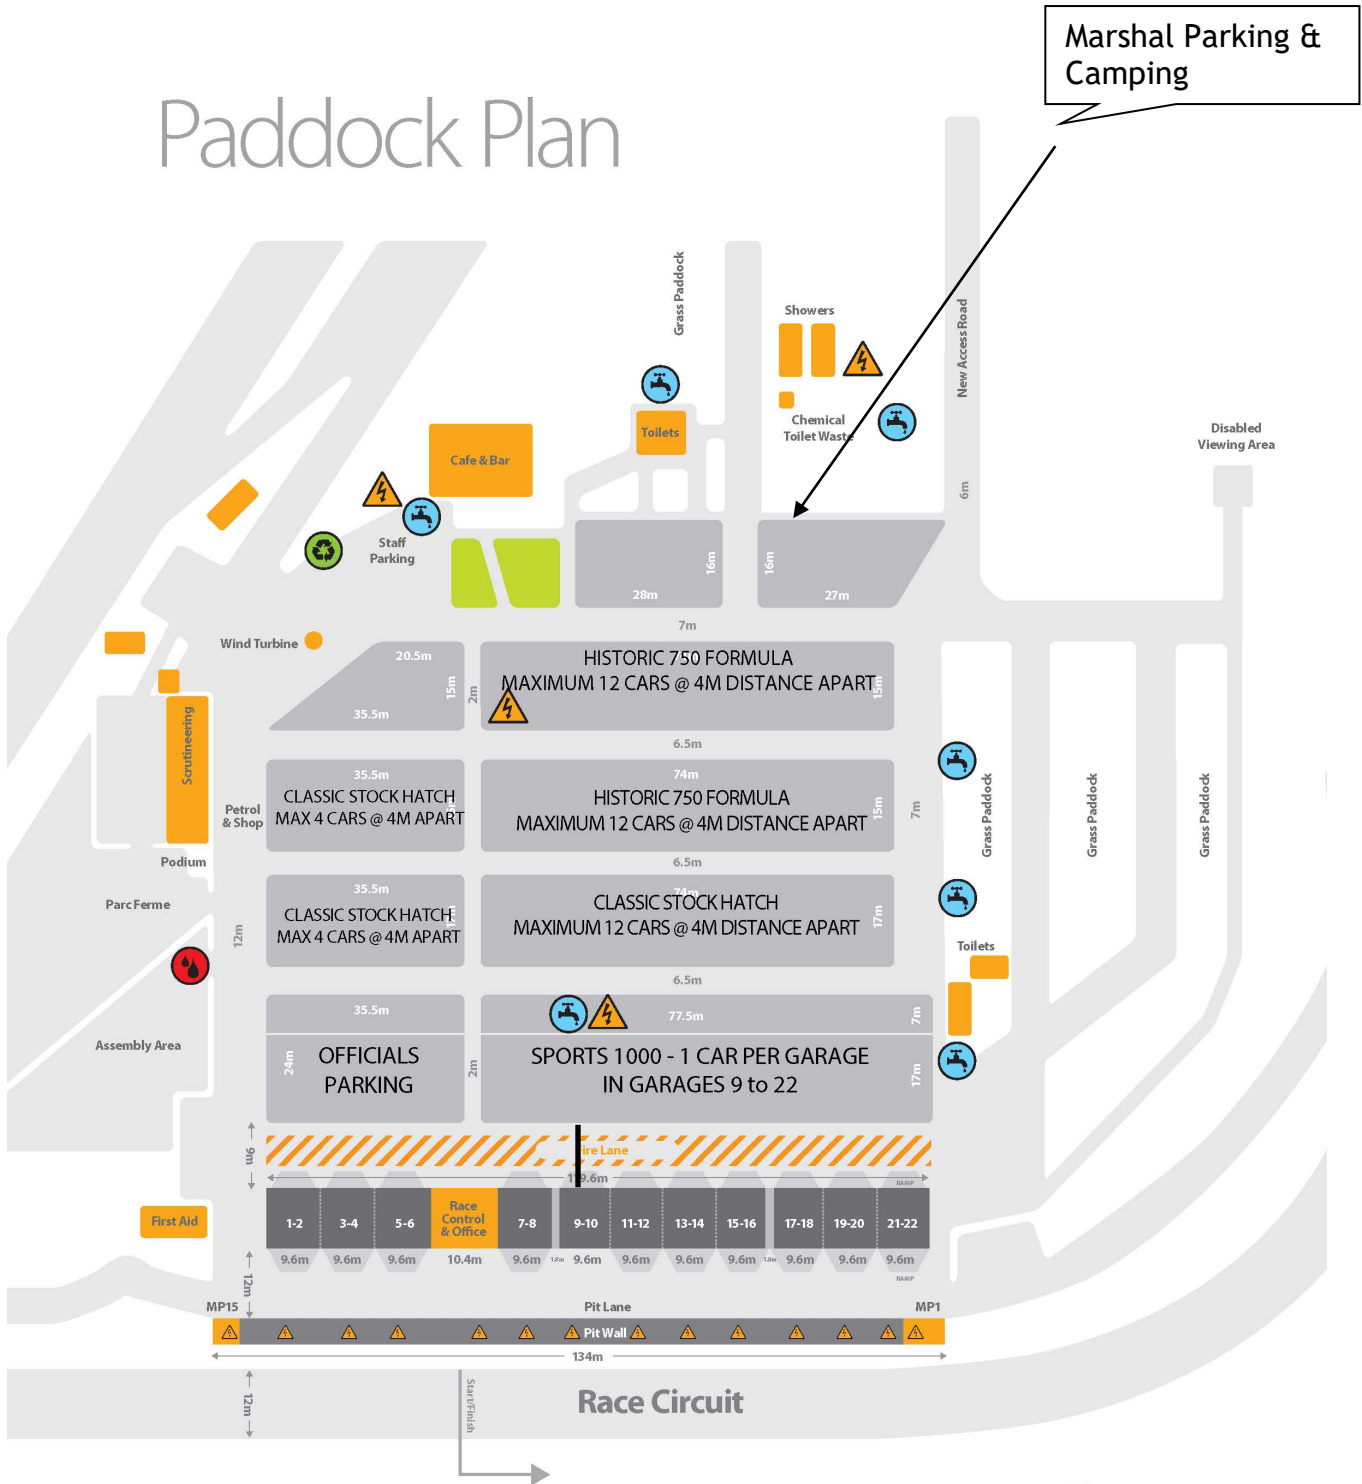 Marshal Parking &
Camping
Paddock Plan
Grass Paddock
Showers
New Access Road
Toilets
Chemical
Toilet Waste
Disabled
Viewing Area
Cafe & Bar
6m
Staff
Parking
16m
16m
28m
27m
7m
Wind Turbine
20.5m
15m
35.5m
2m
HISTORIC 750 FORMULA
MAXIMUM 12 CARS @ 4M DISTANCE APART
15m
6.5m
Scrutineering
Petrol
& Shop
35.5m
CLASSIC STOCK HATCH
MAX 4 CARS @ 4M APART
74m
HISTORIC 750 FORMULA
MAXIMUM 12 CARS @ 4M DISTANCE APART
15m
7m
Grass Paddock
Grass Paddock
Grass Paddock
Podium
6.5m
Parc Ferme
12m
35.5m
CLASSIC STOCK HATCH
MAX 4 CARS @ 4M APART
17m
74m
CLASSIC STOCK HATCH
MAXIMUM 12 CARS @ 4M DISTANCE APART
17m
Toilets
6.5m
Assembly Area
35.5m
24m
OFFICIALS
PARKING
2m
77.5m
7m
SPORTS 1000 - 1 CAR PER GARAGE
IN GARAGES 9 to 22
17m
9m
Fire Lane
RAMP
First Aid
1-2
3-4
5-6
Race
Control
& Office
7-8
9-10
11-12
13-14
15-16
17-18
19-20
21-22
9.6m
9.6m
9.6m
10.4m
9.6m
1.8m
9.6m
9.6m
9.6m
9.6m
1.8m
9.6m
9.6m
9.6m
RAMP
12m
MP15
Pit Lane
MP1
Pit Wall
134m
12m
Start/Finish
Race Circuit